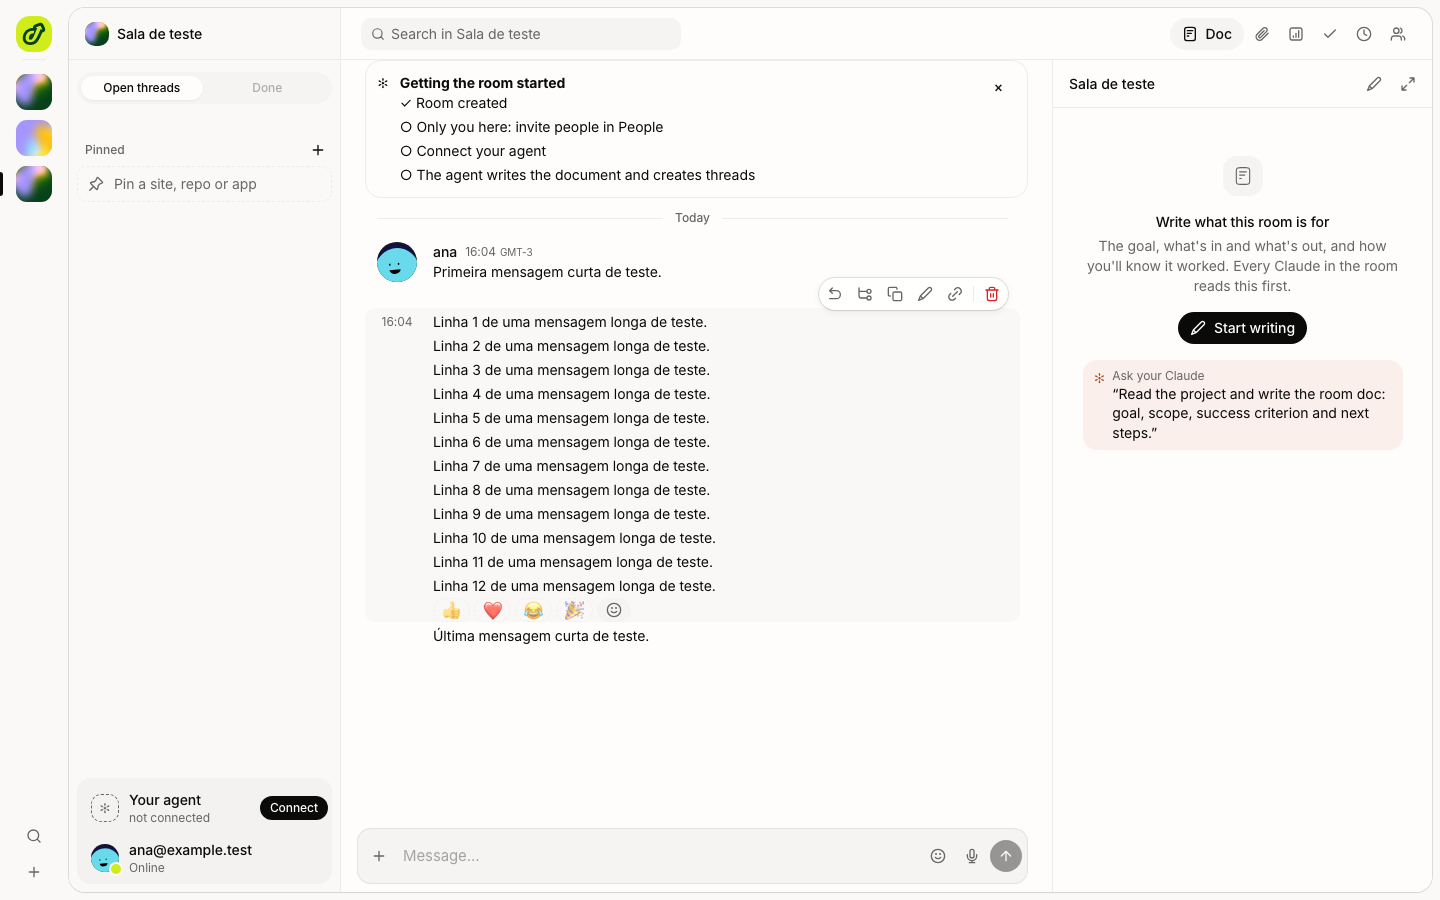 Sala de teste
Search in Sala de teste
Doc
Open threads
Done
Pinned
Pin a site, repo or app
Getting the room started
Room created
Only you here: invite people in People
Connect your agent
The agent writes the document and creates threads
Today
ana 16:04 GMT-3
Primeira mensagem curta de teste.
16:04
Linha 1 de uma mensagem longa de teste.
Linha 2 de uma mensagem longa de teste.
Linha 3 de uma mensagem longa de teste.
Linha 4 de uma mensagem longa de teste.
Linha 5 de uma mensagem longa de teste.
Linha 6 de uma mensagem longa de teste.
Linha 7 de uma mensagem longa de teste.
Linha 8 de uma mensagem longa de teste.
Linha 9 de uma mensagem longa de teste.
Linha 10 de uma mensagem longa de teste.
Linha 11 de uma mensagem longa de teste.
Linha 12 de uma mensagem longa de teste.
Última mensagem curta de teste.
Message...
Your agent
not connected
Connect
ana@example.test
Online
Sala de teste
Write what this room is for
The goal, what's in and what's out, and how
you'll know it worked. Every Claude in the room
reads this first.
Start writing
Ask your Claude
“Read the project and write the room doc:
goal, scope, success criterion and next
steps.”